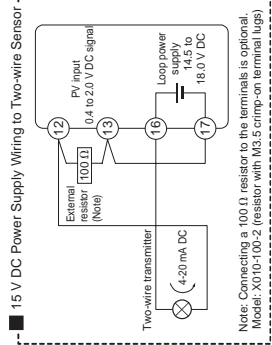 15 V DC Power Supply Wiring to Two-wire Sensor
PV input
0.4 to 2.0 V DC signal
Loop power
supply
14.5 to
18.0 V DC
12
13
16
17
External
resistor
(Note)
100 Ω
Two-wire transmitter
4-20 mA DC
Note: Connecting a 100 Ω resistor to the terminals is optional.
Model: X010-100-2 (resistor with M3.5 crimp-on terminal lugs)